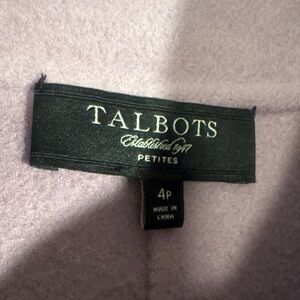 TALBOTS
Established 1947
PETITES
4P
MADE IN
CHINA